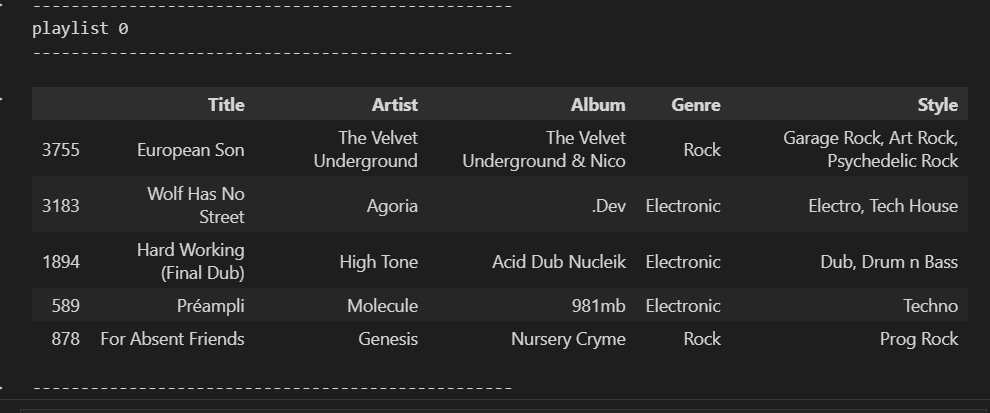 --------------------------------------------------
playlist 0
--------------------------------------------------
Title Artist Album Genre Style
3755 European Son The Velvet Underground The Velvet Underground & Nico Rock Garage Rock, Art Rock, Psychedelic Rock
3183 Wolf Has No Street Agoria .Dev Electronic Electro, Tech House
1894 Hard Working (Final Dub) High Tone Acid Dub Nucleik Electronic Dub, Drum n Bass
589 Préampli Molecule 981mb Electronic Techno
878 For Absent Friends Genesis Nursery Cryme Rock Prog Rock
--------------------------------------------------